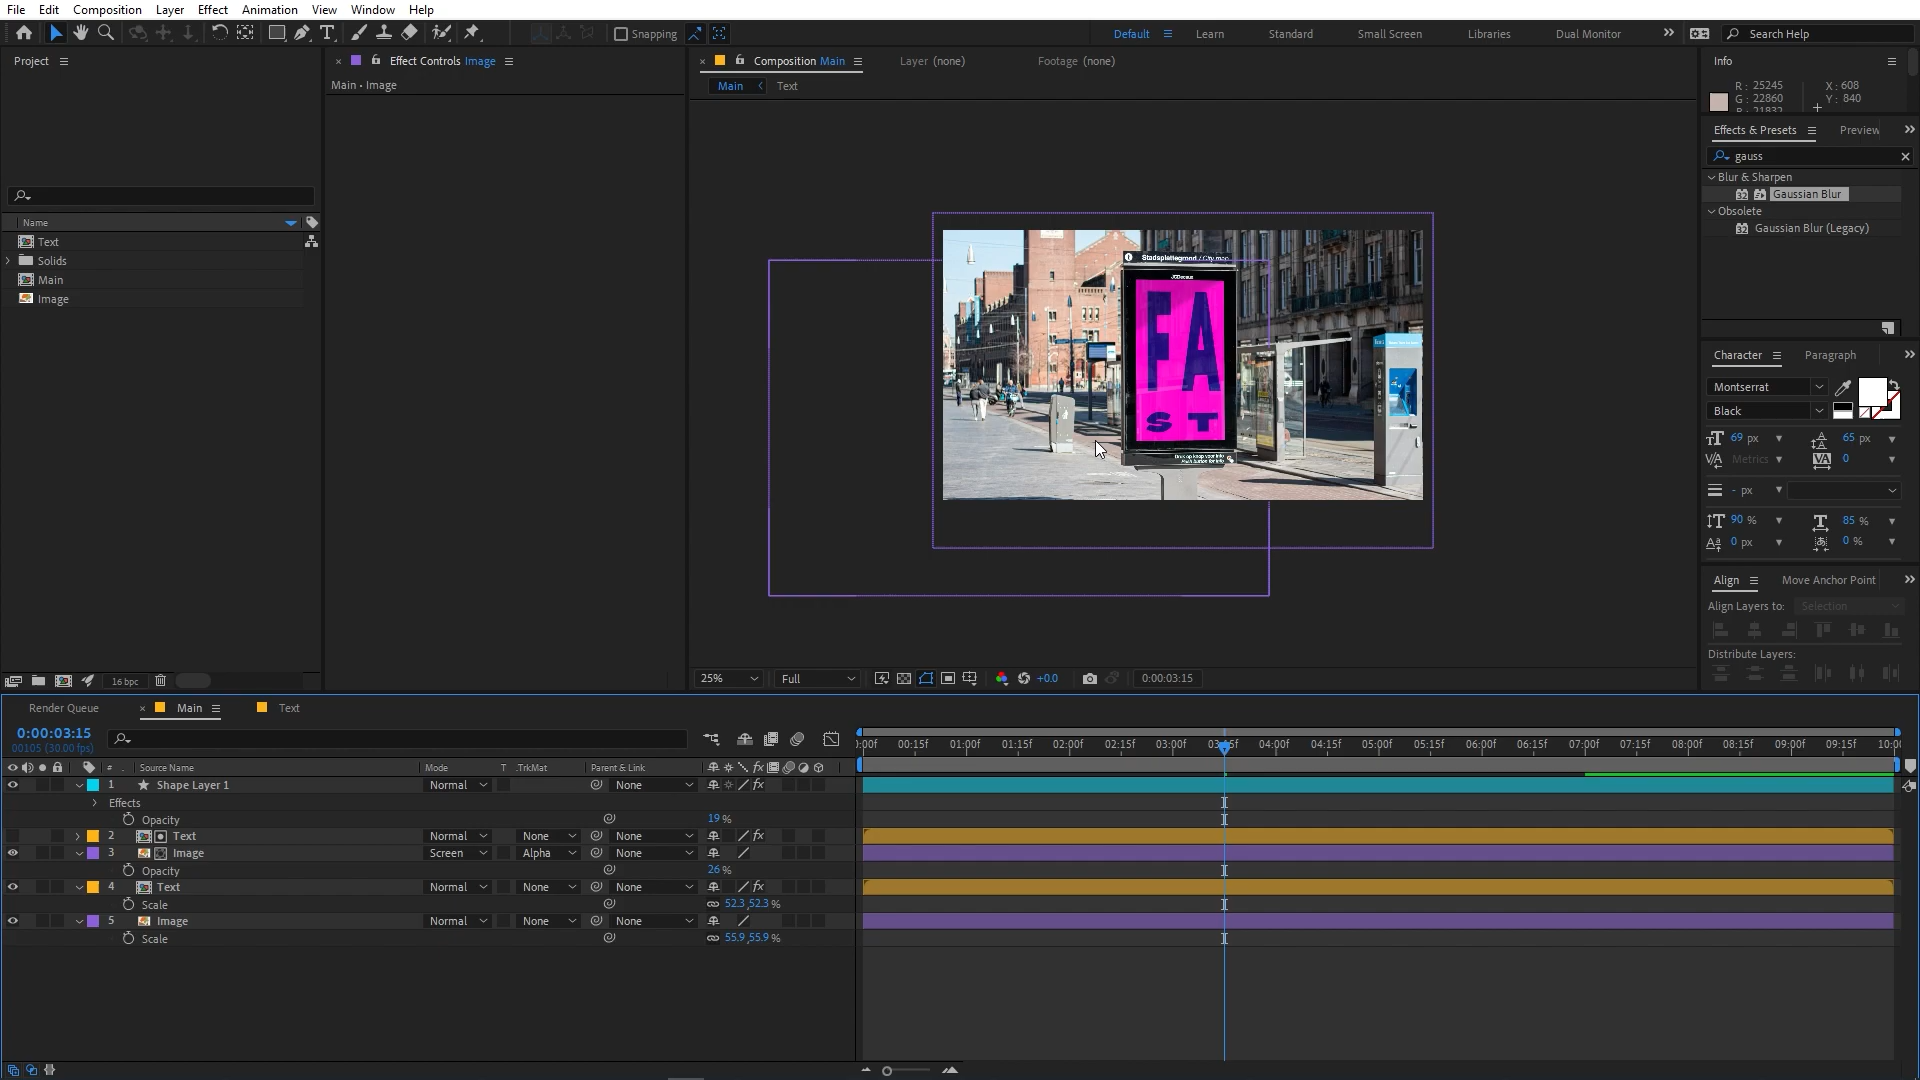 File Edit Composition Layer Effect Animation View Window Help
Snapping
Default Learn Standard Small Screen Libraries Dual Monitor Search Help
Project
Effect Controls Image
Main • Image
Name
Text
Solids
Main
Image
16 bpc
Composition Main Layer (none) Footage (none)
Main Text
Stadsplattegrond / City map
JCDecaux
FA
ST
25% Full +0.0 0:00:03:15
Info
R : 25245 X : 608
G : 22860 Y : 840
B : 21832
Effects & Presets Preview
gauss
Blur & Sharpen
32 Gaussian Blur
Obsolete
32 Gaussian Blur (Legacy)
Character Paragraph
Montserrat
Black
69 px 65 px
Metrics 0
- px
90 % 85 %
0 px 0 %
Align Move Anchor Point
Align Layers to: Selection
Distribute Layers:
Render Queue Main Text
0:00:03:15
00105 (30.00 fps)
:00f 00:15f 01:00f 01:15f 02:00f 02:15f 03:00f 03:15f 04:00f 04:15f 05:00f 05:15f 06:00f 06:15f 07:00f 07:15f 08:00f 08:15f 09:00f 09:15f 10:00
# Source Name Mode T .TrkMat Parent & Link
1 Shape Layer 1 Normal None
Effects
Opacity 19 %
2 Text Normal None None
3 Image Screen Alpha None
Opacity 26 %
4 Text Normal None None
Scale 52.3,52.3 %
5 Image Normal None None
Scale 55.9,55.9 %